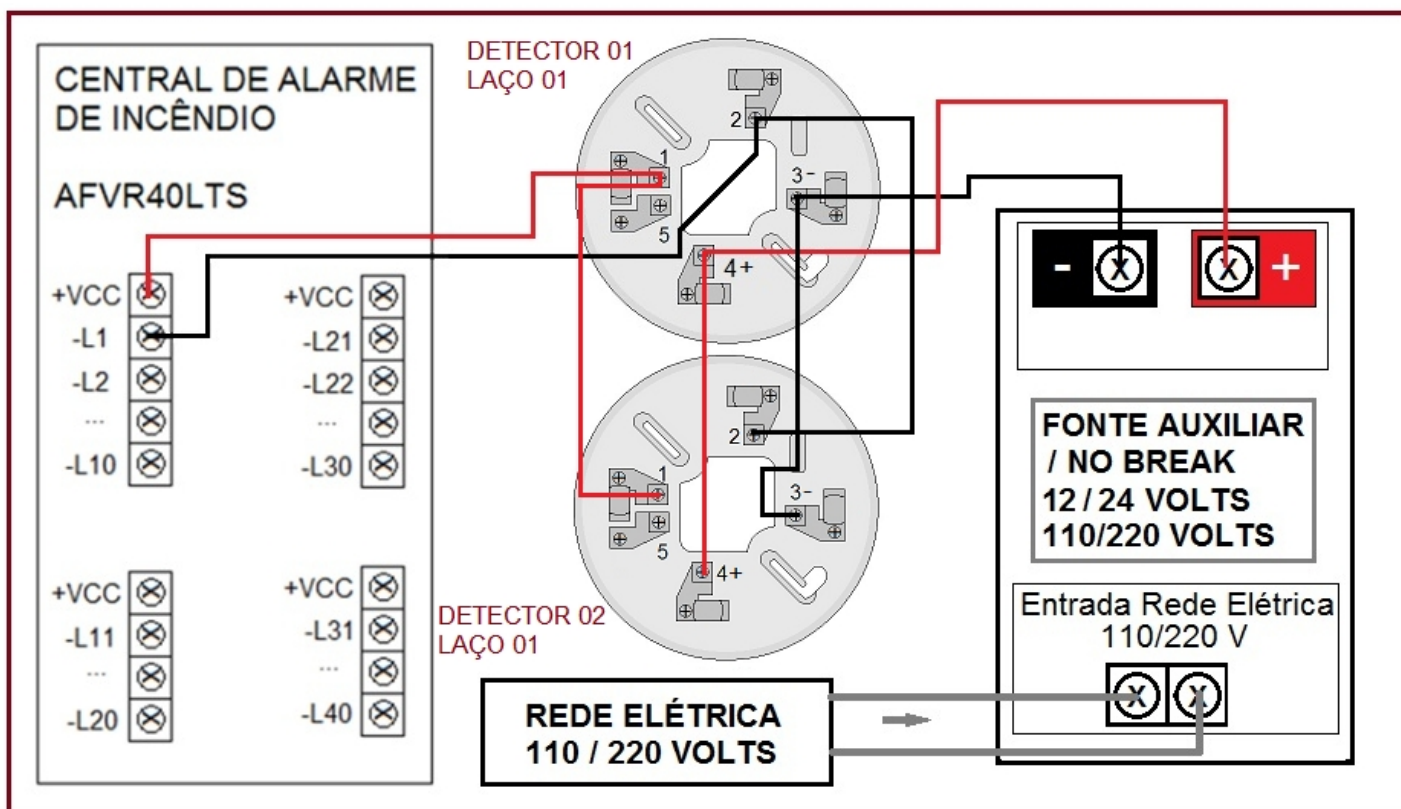 CENTRAL DE ALARME
DE INCÊNDIO
AFVR40LTS
+VCC
-L1
-L2
...
-L10
+VCC
-L21
-L22
...
-L30
+VCC
-L11
...
-L20
+VCC
-L31
...
-L40
DETECTOR 01
LAÇO 01
2
1
3-
5
4+
DETECTOR 02
LAÇO 01
2
1
3-
5
4+
- X
X +
FONTE AUXILIAR
/ NO BREAK
12 / 24 VOLTS
110/220 VOLTS
Entrada Rede Elétrica
110/220 V
X X
REDE ELÉTRICA
110 / 220 VOLTS